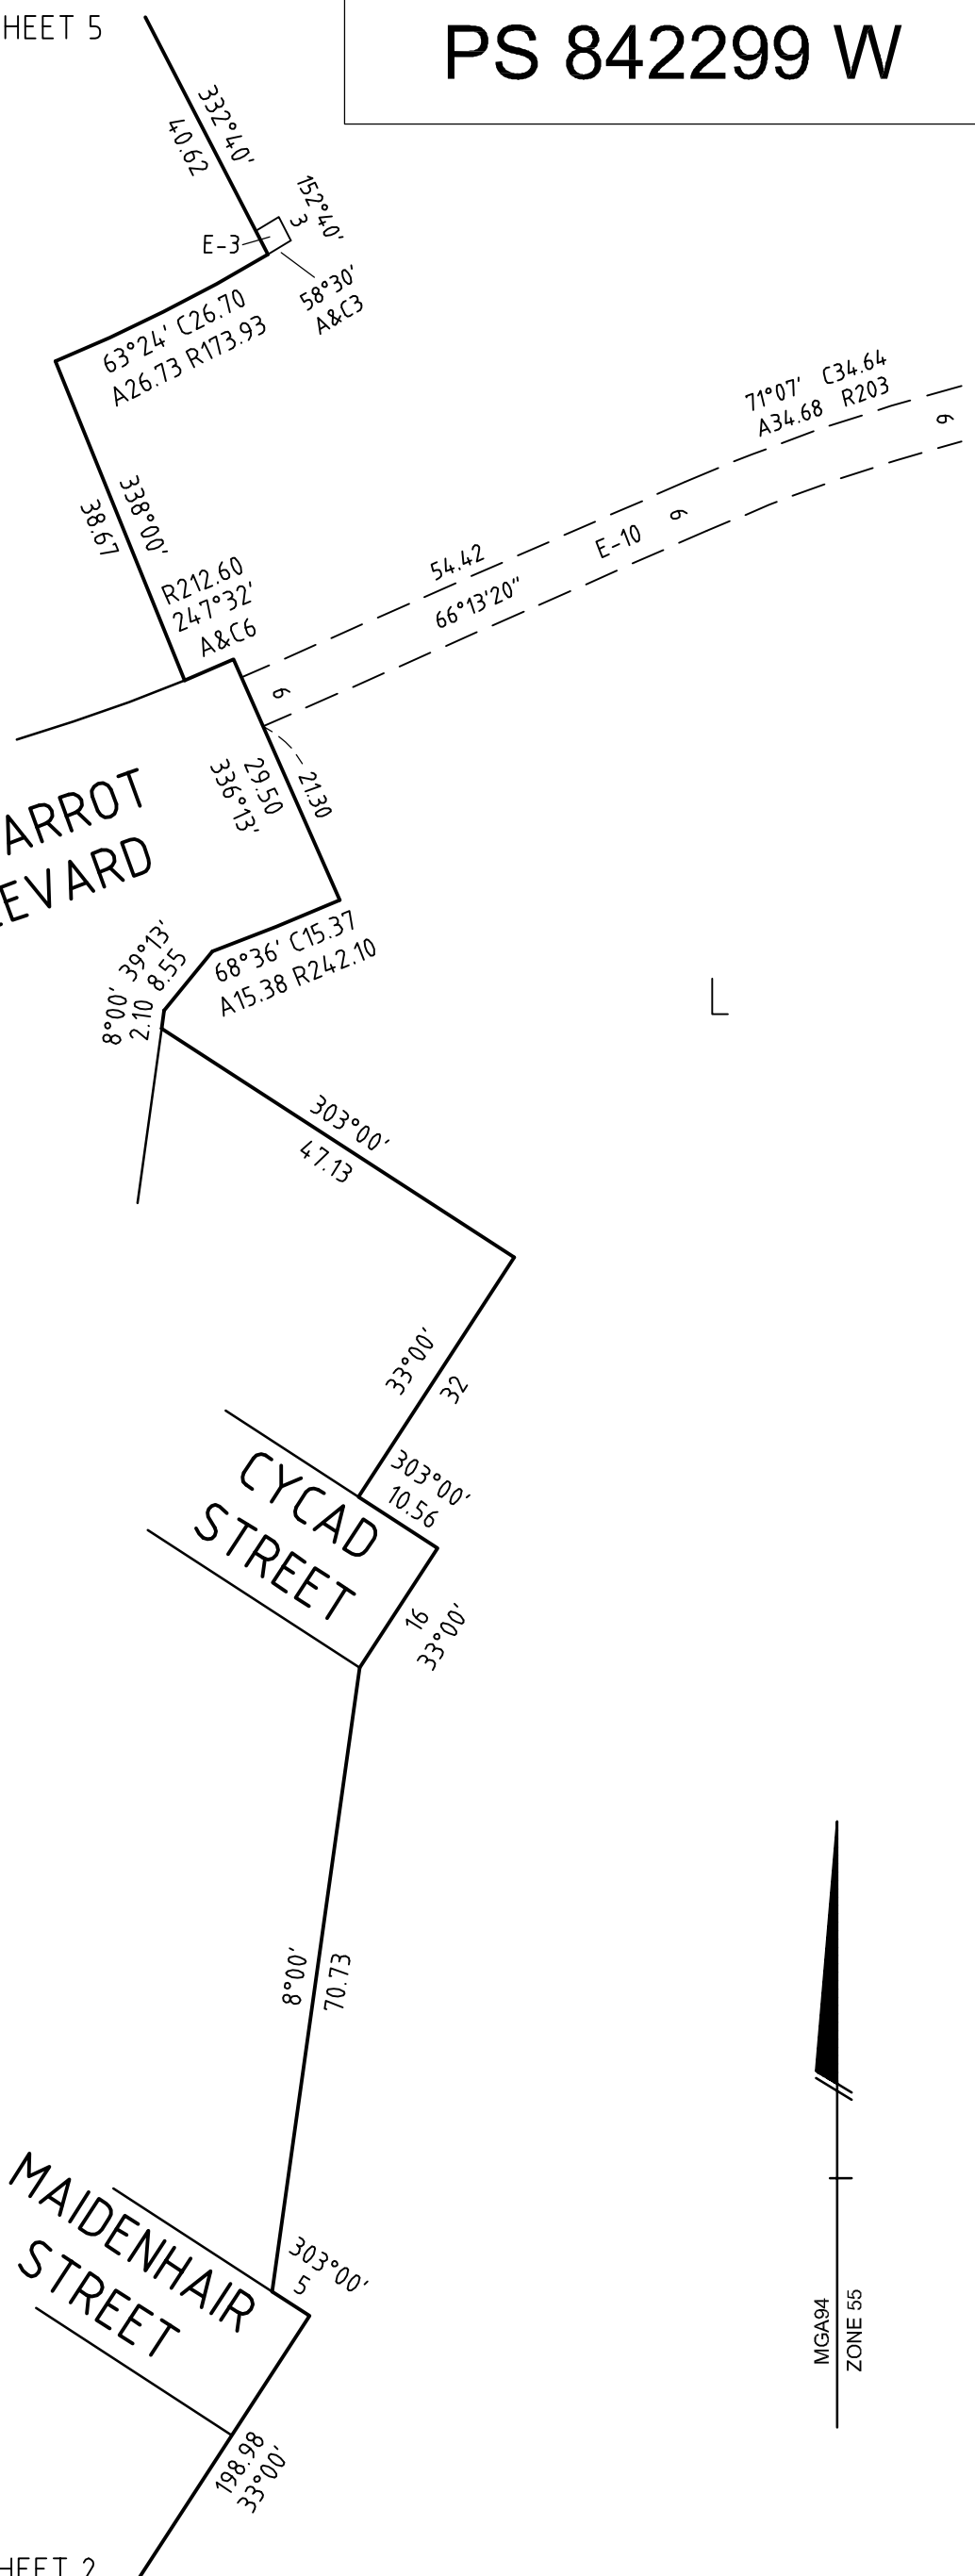 HEET 5
PS 842299 W
332°40'
40.62
152°40'
3
E-3
58°30'
A&C3
63°24' C26.70
A26.73 R173.93
71°07' C34.64
A34.68 R203
6
338°00'
38.67
54.42
E-10
6
66°13'20"
R212.60
247°32'
A&C6
6
21.30
29.50
336°13'
ARROT
EVARD
68°36' C15.37
A15.38 R242.10
39°13'
8.55
8°00'
2.10
L
303°00'
47.13
33°00'
32
303°00'
10.56
CYCAD
STREET
16
33°00'
8°00'
70.73
MAIDENHAIR
STREET
303°00'
5
MGA94
ZONE 55
198.98
33°00'
HEET 2